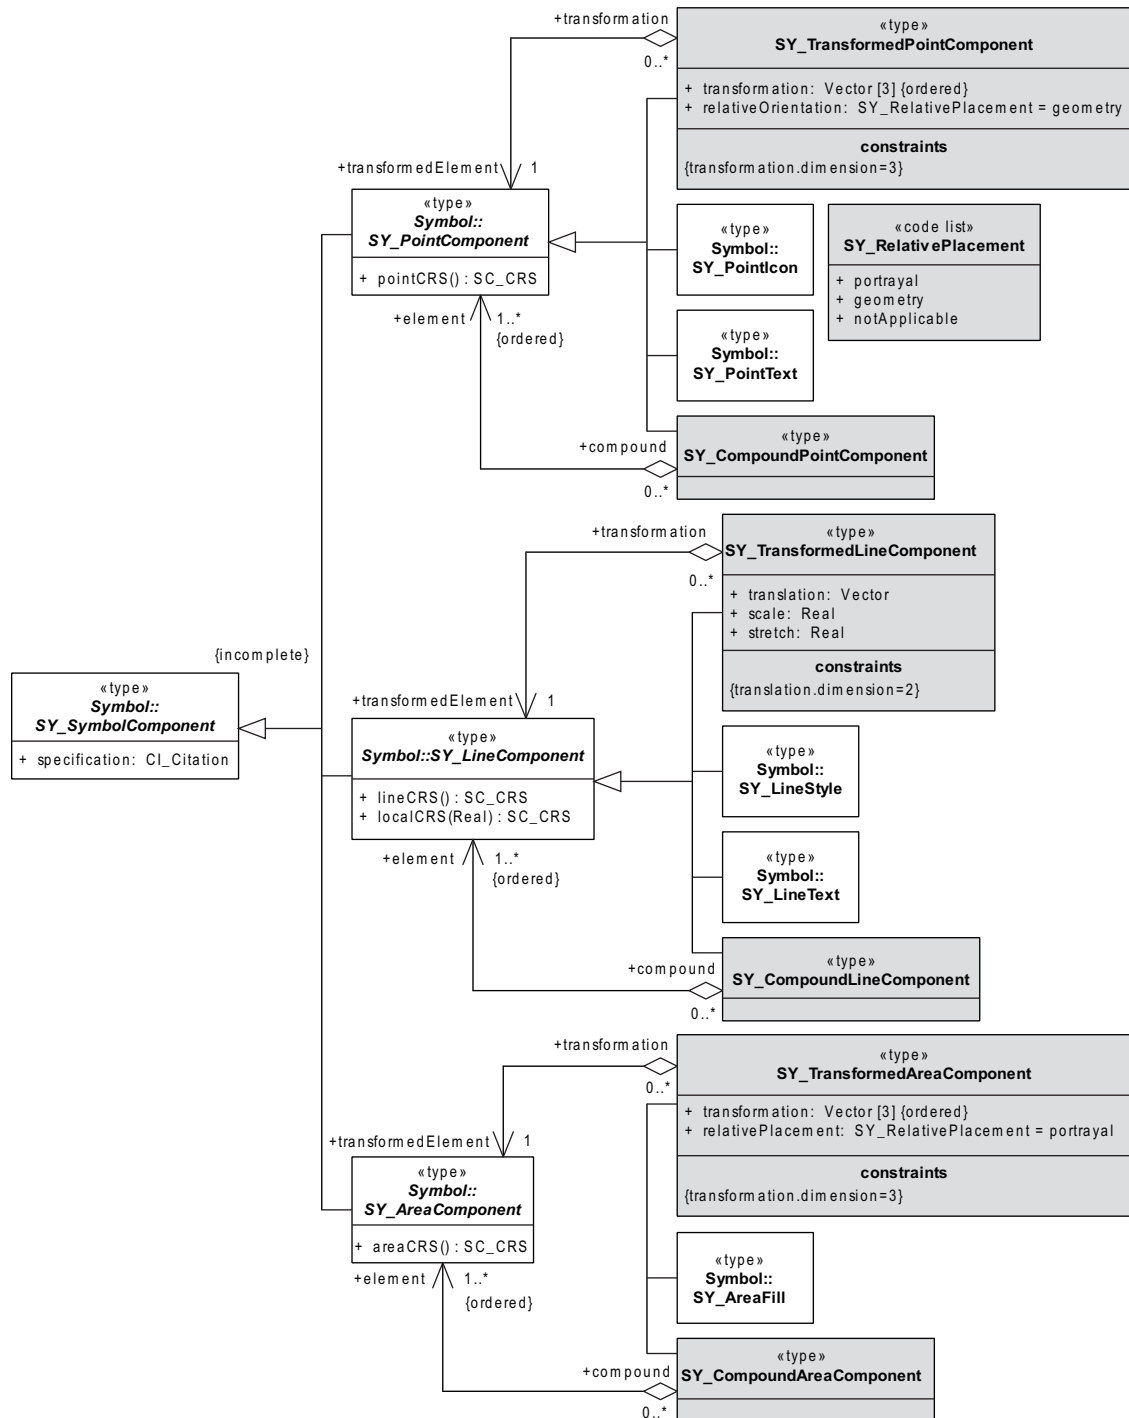 +transformation
0..*
«type»
SY_TransformedPointComponent
+ transformation: Vector [3] {ordered}
+ relativeOrientation: SY_RelativePlacement = geometry
constraints
{transformation.dimension=3}
+transformedElement
1
«type»
Symbol::
SY_PointComponent
+ pointCRS() : SC_CRS
+element
1..*
{ordered}
«type»
Symbol::
SY_PointIcon
«code list»
SY_RelativePlacement
+ portrayal
+ geometry
+ notApplicable
«type»
Symbol::
SY_PointText
+compound
0..*
«type»
SY_CompoundPointComponent
+transformation
0..*
«type»
SY_TransformedLineComponent
+ translation: Vector
+ scale: Real
+ stretch: Real
constraints
{translation.dimension=2}
{incomplete}
«type»
Symbol::
SY_SymbolComponent
+ specification: CI_Citation
+transformedElement
1
«type»
Symbol::SY_LineComponent
+ lineCRS() : SC_CRS
+ localCRS(Real) : SC_CRS
+element
1..*
{ordered}
«type»
Symbol::
SY_LineStyle
«type»
Symbol::
SY_LineText
+compound
0..*
«type»
SY_CompoundLineComponent
+transformation
0..*
«type»
SY_TransformedAreaComponent
+ transformation: Vector [3] {ordered}
+ relativePlacement: SY_RelativePlacement = portrayal
constraints
{transformation.dimension=3}
+transformedElement
1
«type»
Symbol::
SY_AreaComponent
+ areaCRS() : SC_CRS
+element
1..*
{ordered}
«type»
Symbol::
SY_AreaFill
+compound
0..*
«type»
SY_CompoundAreaComponent